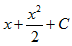 x + x²/2 + C